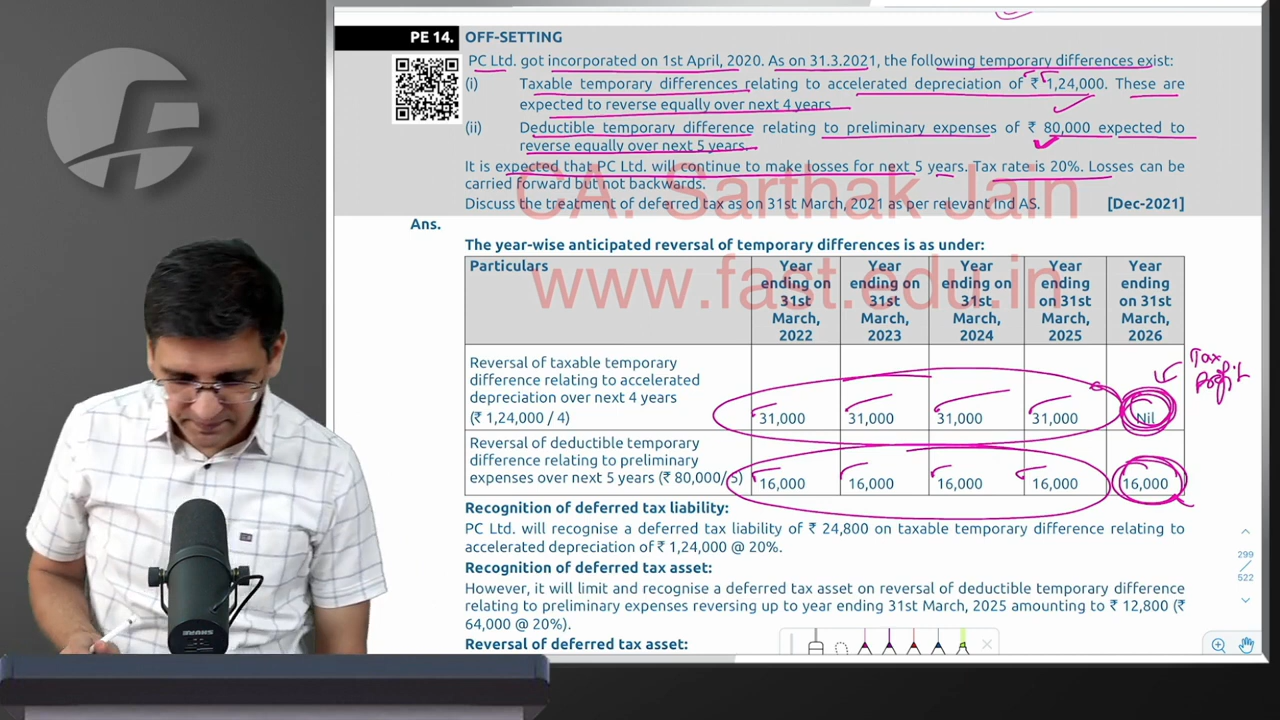 PE 14. OFF-SETTING
PC Ltd. got incorporated on 1st April, 2020. As on 31.3.2021, the following temporary differences exist:
(i) Taxable temporary differences relating to accelerated depreciation of ₹ 1,24,000. These are
expected to reverse equally over next 4 years
(ii) Deductible temporary difference relating to preliminary expenses of ₹ 80,000 expected to
reverse equally over next 5 years.
It is expected that PC Ltd. will continue to make losses for next 5 years. Tax rate is 20%. Losses can be
carried forward but not backwards.
Discuss the treatment of deferred tax as on 31st March, 2021 as per relevant Ind AS. [Dec-2021]
CA. Sarthak Jain
www.fast.edu.in
Ans.
The year-wise anticipated reversal of temporary differences is as under:
Particulars Year ending on 31st March, 2022 Year ending on 31st March, 2023 Year ending on 31st March, 2024 Year ending on 31st March, 2025 Year ending on 31st March, 2026
Tax
Profit
Reversal of taxable temporary
difference relating to accelerated
depreciation over next 4 years
(₹ 1,24,000 / 4) 31,000 31,000 31,000 31,000 Nil
Reversal of deductible temporary
difference relating to preliminary
expenses over next 5 years (₹ 80,000/ 5) 16,000 16,000 16,000 16,000 16,000
Recognition of deferred tax liability:
PC Ltd. will recognise a deferred tax liability of ₹ 24,800 on taxable temporary difference relating to
accelerated depreciation of ₹ 1,24,000 @ 20%.
Recognition of deferred tax asset:
However, it will limit and recognise a deferred tax asset on reversal of deductible temporary difference
relating to preliminary expenses reversing up to year ending 31st March, 2025 amounting to ₹ 12,800 (₹
64,000 @ 20%).
Reversal of deferred tax asset:
299
/
522
SHURE